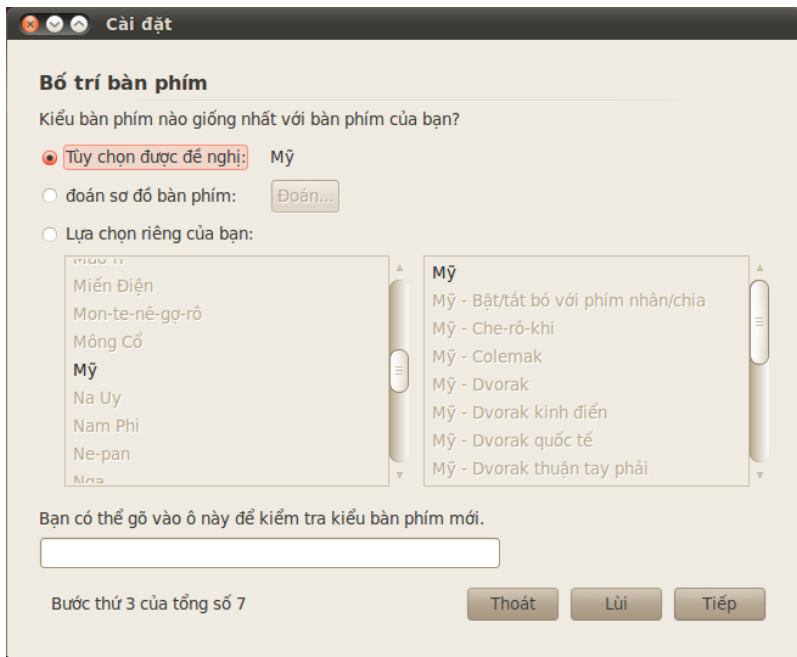 Cài đặt
Bố trí bàn phím
Kiểu bàn phím nào giống nhất với bàn phím của bạn?
Tùy chọn được đề nghị: Mỹ
đoán sơ đồ bàn phím: Đoán...
Lựa chọn riêng của bạn:
Miến Điện
Mon-te-nê-gợ-rô
Mông Cổ
Mỹ
Na Uy
Nam Phi
Ne-pan
Nga
Mỹ
Mỹ - Bật/tắt bó với phím nhân/chia
Mỹ - Che-rô-khi
Mỹ - Colemak
Mỹ - Dvorak
Mỹ - Dvorak kinh điển
Mỹ - Dvorak quốc tế
Mỹ - Dvorak thuận tay phải
Bạn có thể gõ vào ô này để kiểm tra kiểu bàn phím mới.
Bước thứ 3 của tổng số 7
Thoát Lùi Tiếp